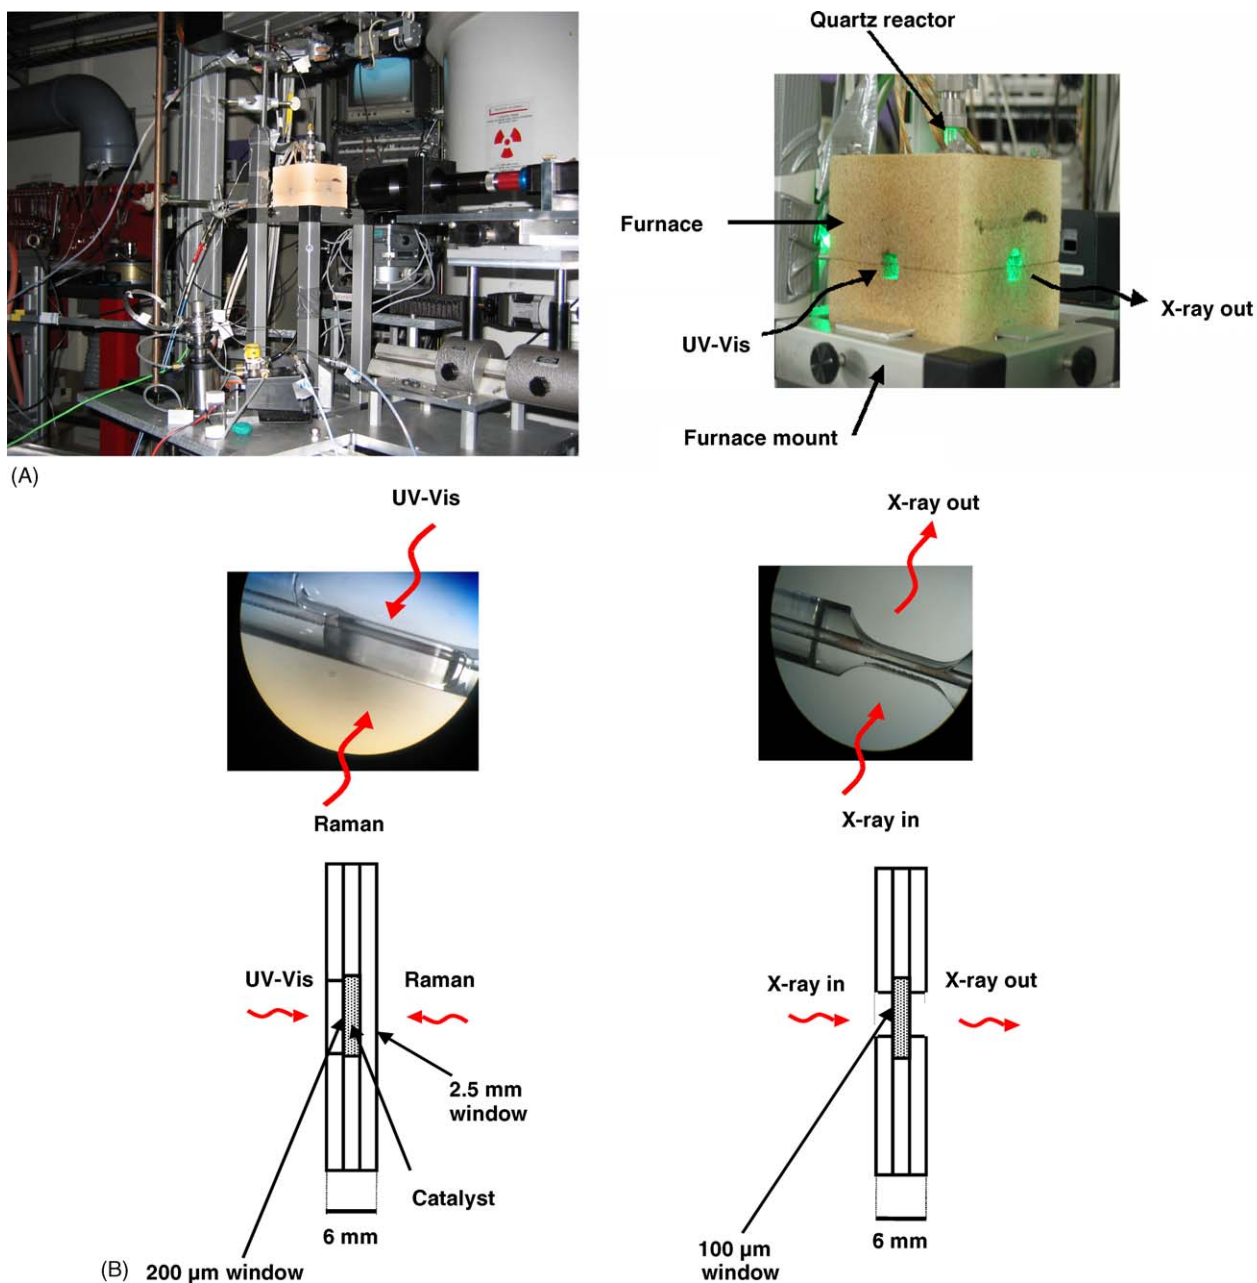 Quartz reactor
Furnace
X-ray out
UV-Vis
Furnace mount
(A)
UV-Vis
X-ray out
Raman
X-ray in
UV-Vis
Raman
X-ray in
X-ray out
2.5 mm
window
Catalyst
6 mm
6 mm
100 µm
window
(B)
200 µm window